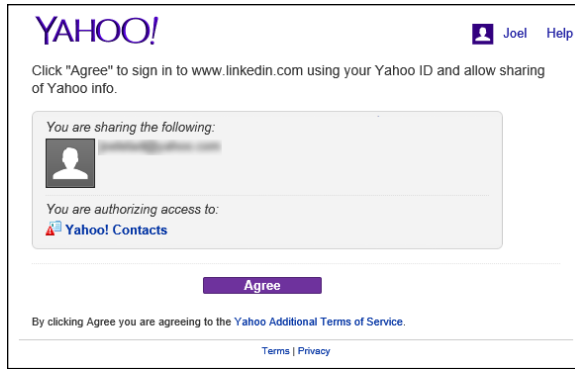 YAHOO!
Joel Help
Click "Agree" to sign in to www.linkedin.com using your Yahoo ID and allow sharing
of Yahoo info.
You are sharing the following:
You are authorizing access to:
Yahoo! Contacts
Agree
By clicking Agree you are agreeing to the Yahoo Additional Terms of Service.
Terms | Privacy